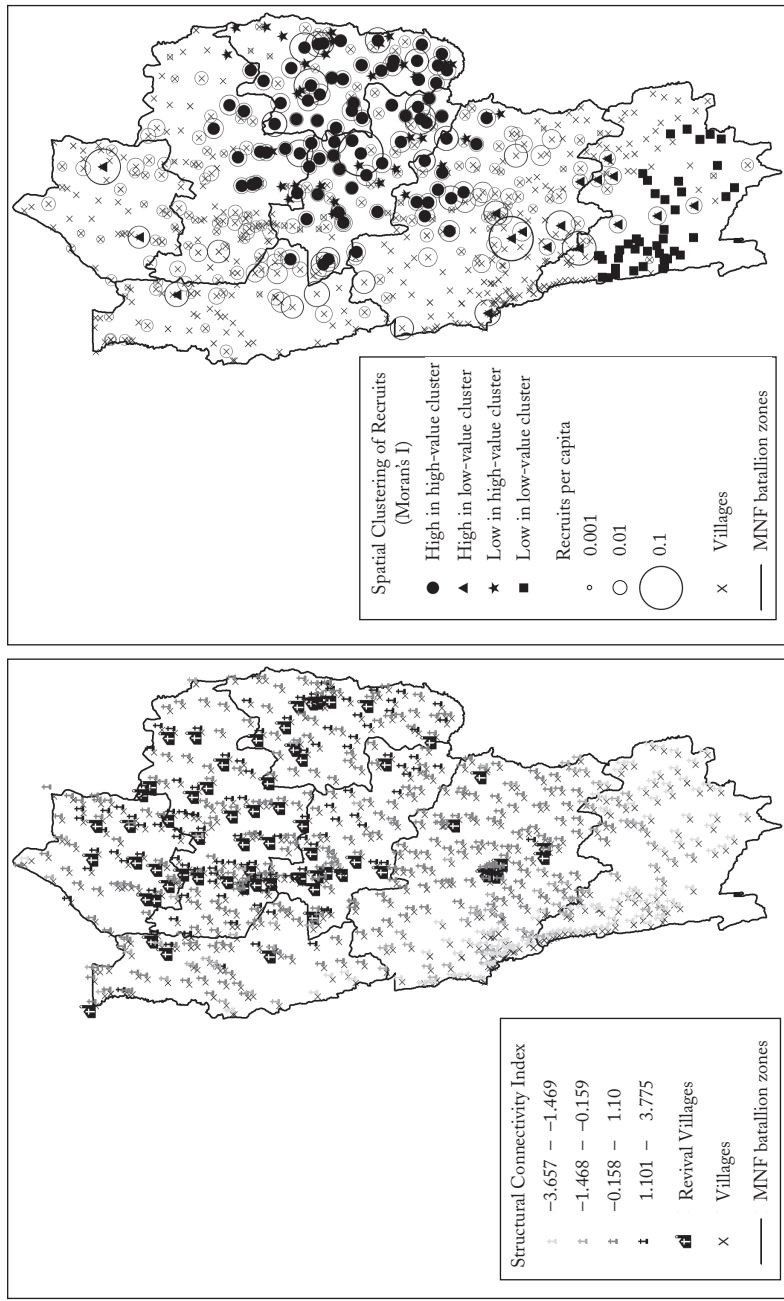 Structural Connectivity Index
−3.657 − −1.469
−1.468 − −0.159
−0.158 − 1.10
1.101 − 3.775
Revival Villages
Villages
MNF batallion zones
Spatial Clustering of Recruits
(Moran's I)
High in high-value cluster
High in low-value cluster
Low in high-value cluster
Low in low-value cluster
Recruits per capita
0.001
0.01
0.1
Villages
MNF batallion zones